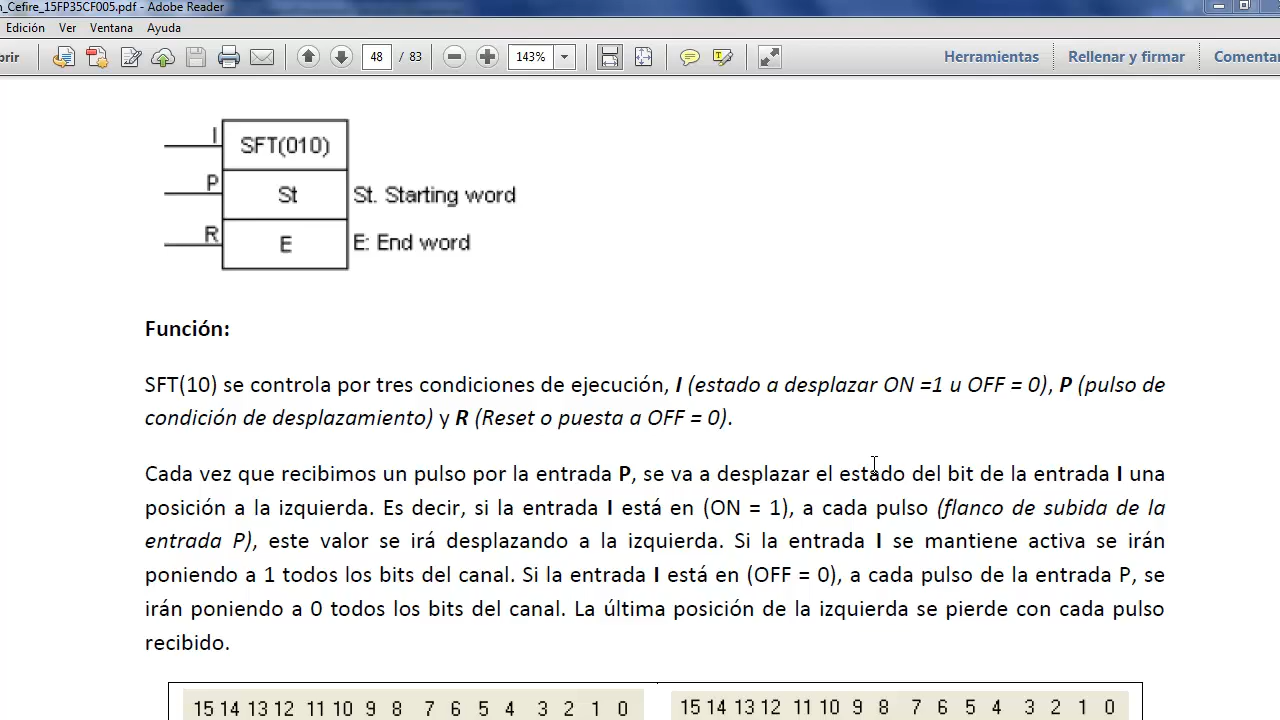 n_Cefire_15FP35CF005.pdf - Adobe Reader
Edición Ver Ventana Ayuda
48 / 83 143% Herramientas Rellenar y firmar
I SFT(010)
P St St. Starting word
R E E: End word
Función:
SFT(10) se controla por tres condiciones de ejecución, I (estado a desplazar ON =1 u OFF = 0), P (pulso de
condición de desplazamiento) y R (Reset o puesta a OFF = 0).
Cada vez que recibimos un pulso por la entrada P, se va a desplazar el estado del bit de la entrada I una
posición a la izquierda. Es decir, si la entrada I está en (ON = 1), a cada pulso (flanco de subida de la
entrada P), este valor se irá desplazando a la izquierda. Si la entrada I se mantiene activa se irán
poniendo a 1 todos los bits del canal. Si la entrada I está en (OFF = 0), a cada pulso de la entrada P, se
irán poniendo a 0 todos los bits del canal. La última posición de la izquierda se pierde con cada pulso
recibido.
15 14 13 12 11 10 9 8 7 6 5 4 3 2 1 0 15 14 13 12 11 10 9 8 7 6 5 4 3 2 1 0